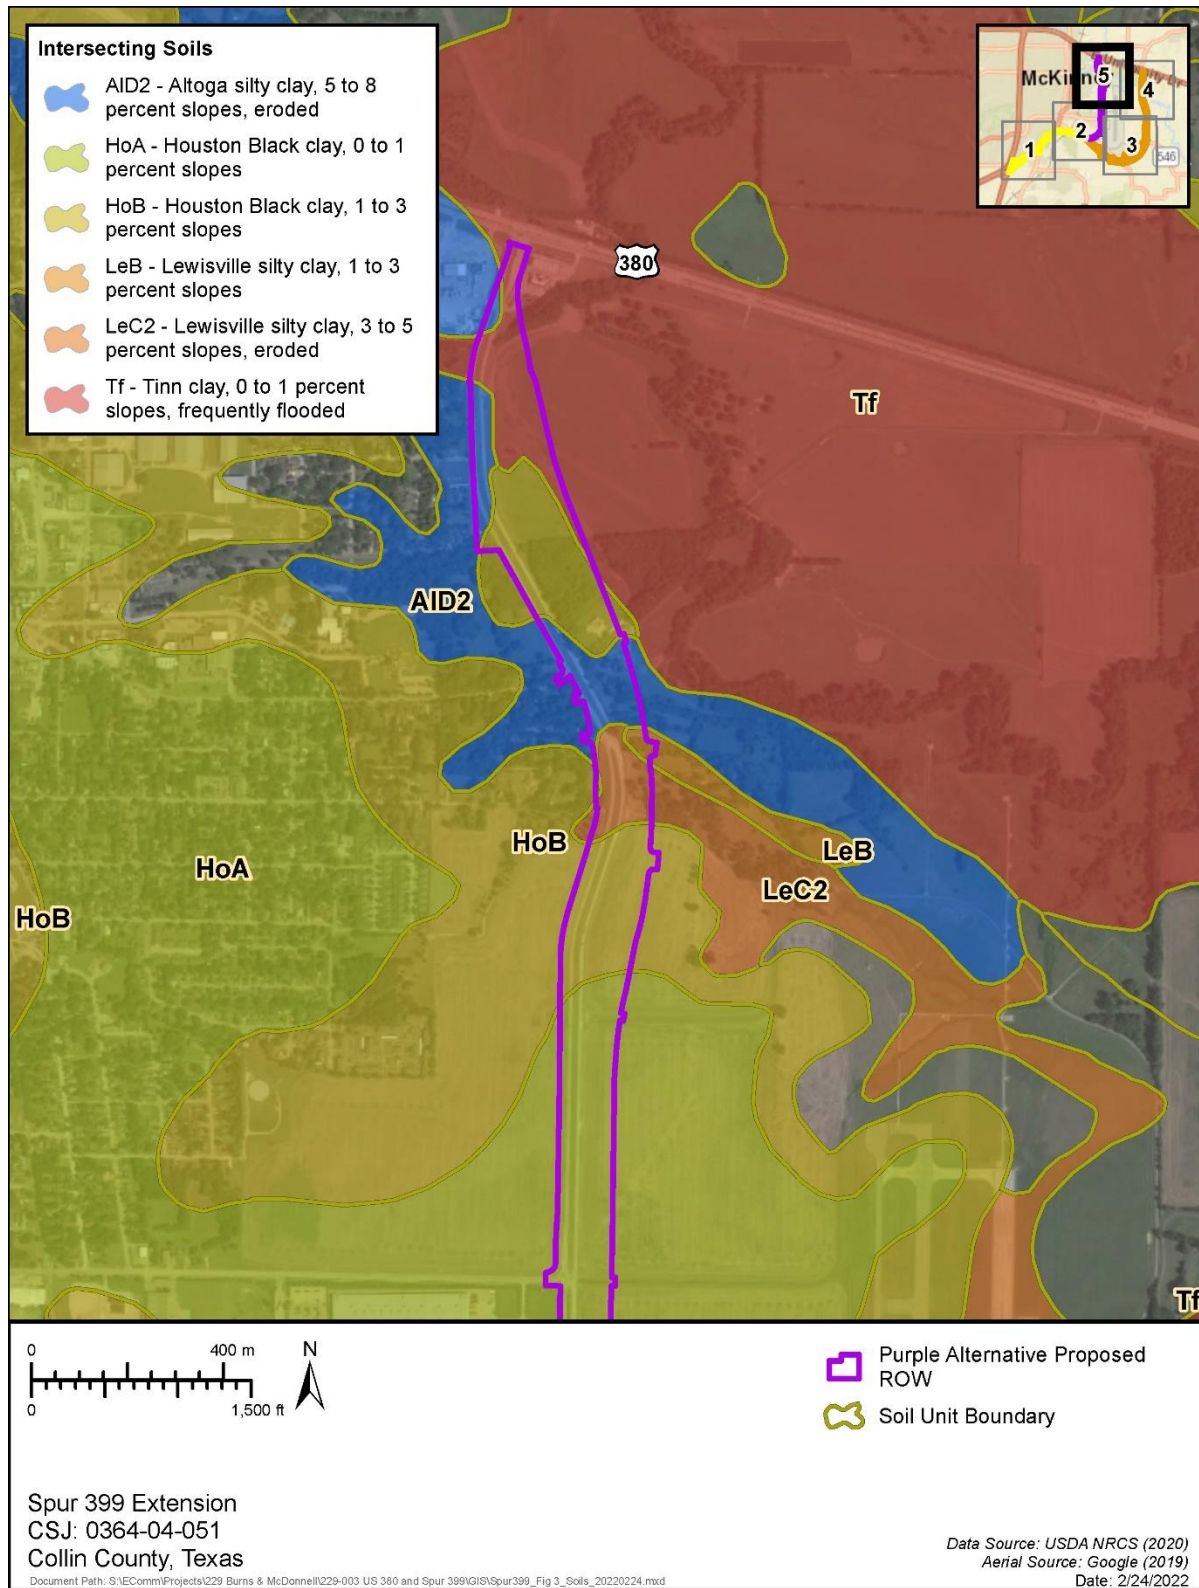 Intersecting Soils
AID2 - Altoga silty clay, 5 to 8
percent slopes, eroded
HoA - Houston Black clay, 0 to 1
percent slopes
HoB - Houston Black clay, 1 to 3
percent slopes
LeB - Lewisville silty clay, 1 to 3
percent slopes
LeC2 - Lewisville silty clay, 3 to 5
percent slopes, eroded
Tf - Tinn clay, 0 to 1 percent
slopes, frequently flooded
5
4
2
1
3
546
380
Tf
AID2
HoB
LeB
HoA
LeC2
HoB
Tf
0 400 m
0 1,500 ft
N
Purple Alternative Proposed
ROW
Soil Unit Boundary
Spur 399 Extension
CSJ: 0364-04-051
Collin County, Texas
Data Source: USDA NRCS (2020)
Aerial Source: Google (2019)
Date: 2/24/2022
Document Path: S:\EComm\Projects\229 Burns & McDonnell\229-003 US 380 and Spur 399\GIS\Spur399_Fig 3_Soils_20220224.mxd